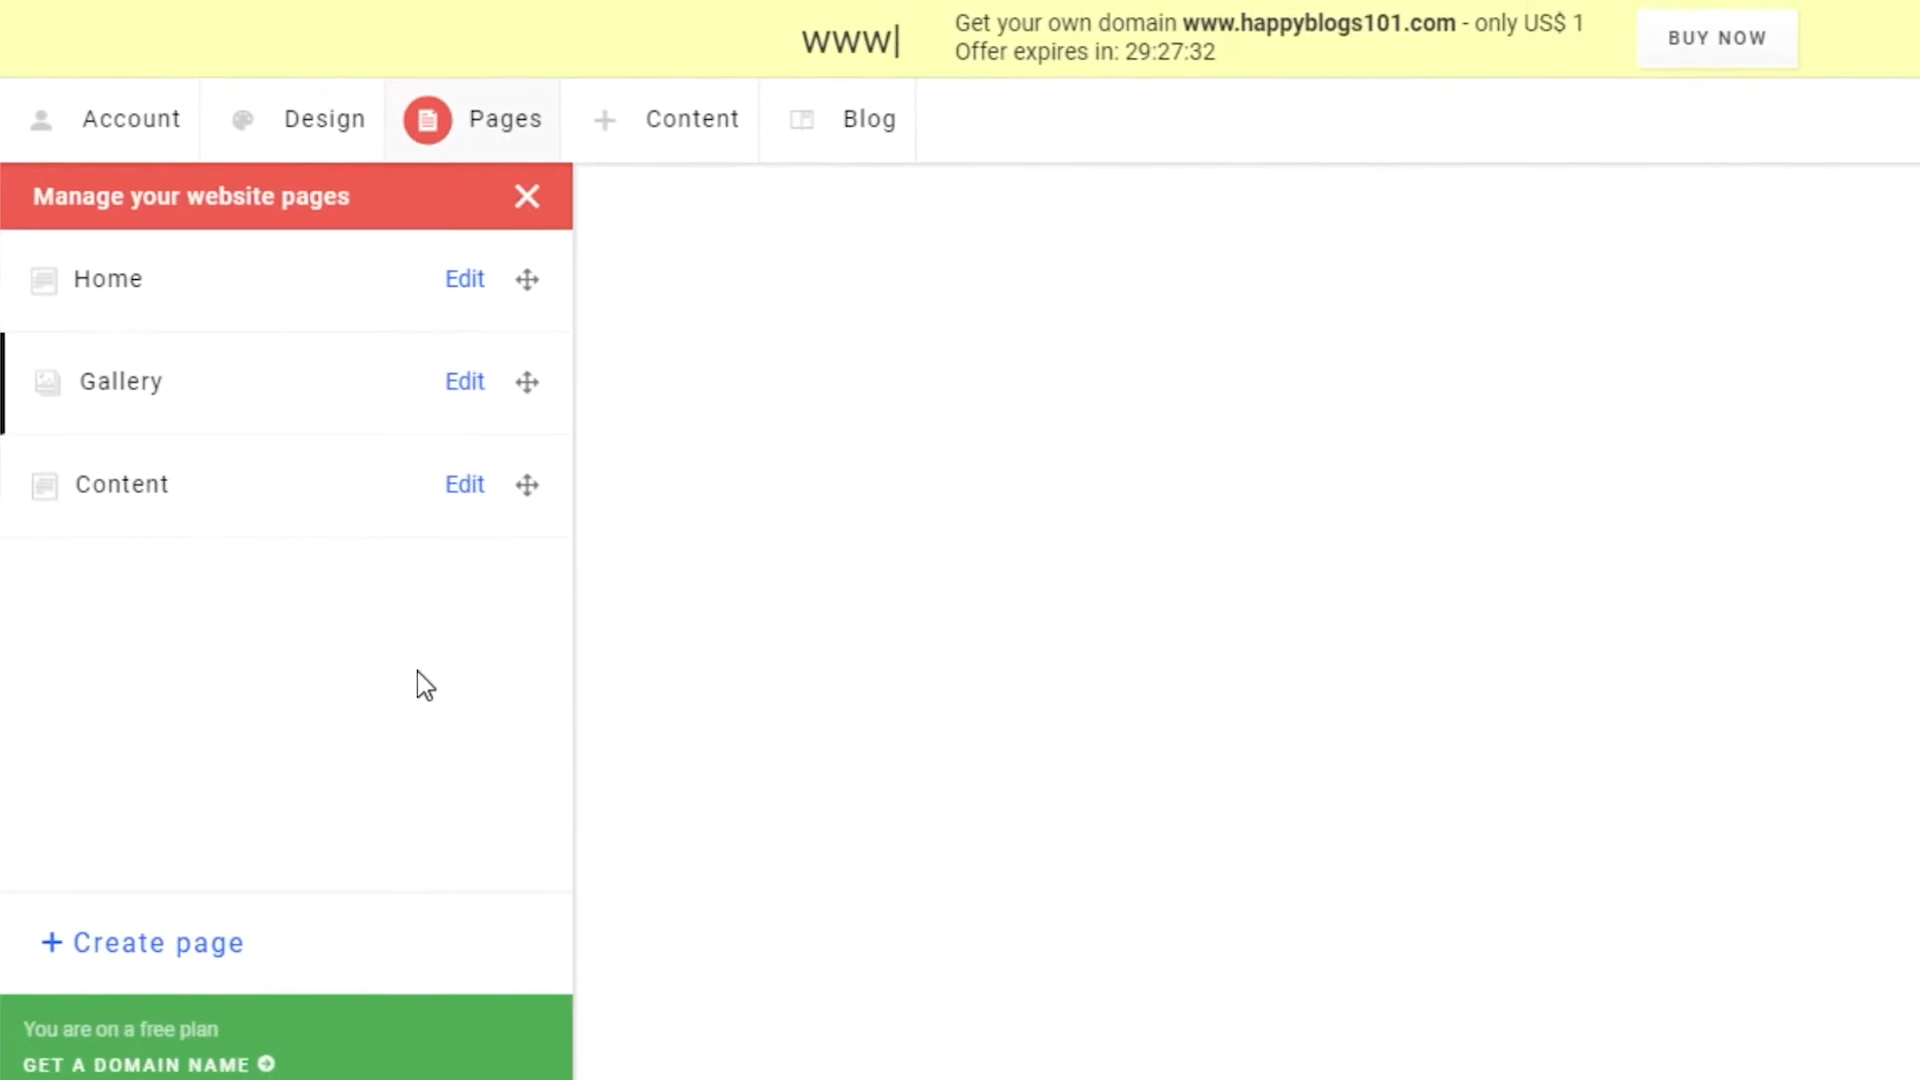 www
Get your own domain www.happyblogs101.com - only US$ 1
Offer expires in: 29:27:32
BUY NOW
Account
Design
Pages
Content
Blog
Manage your website pages
Home
Edit
Gallery
Edit
Content
Edit
+ Create page
You are on a free plan
GET A DOMAIN NAME